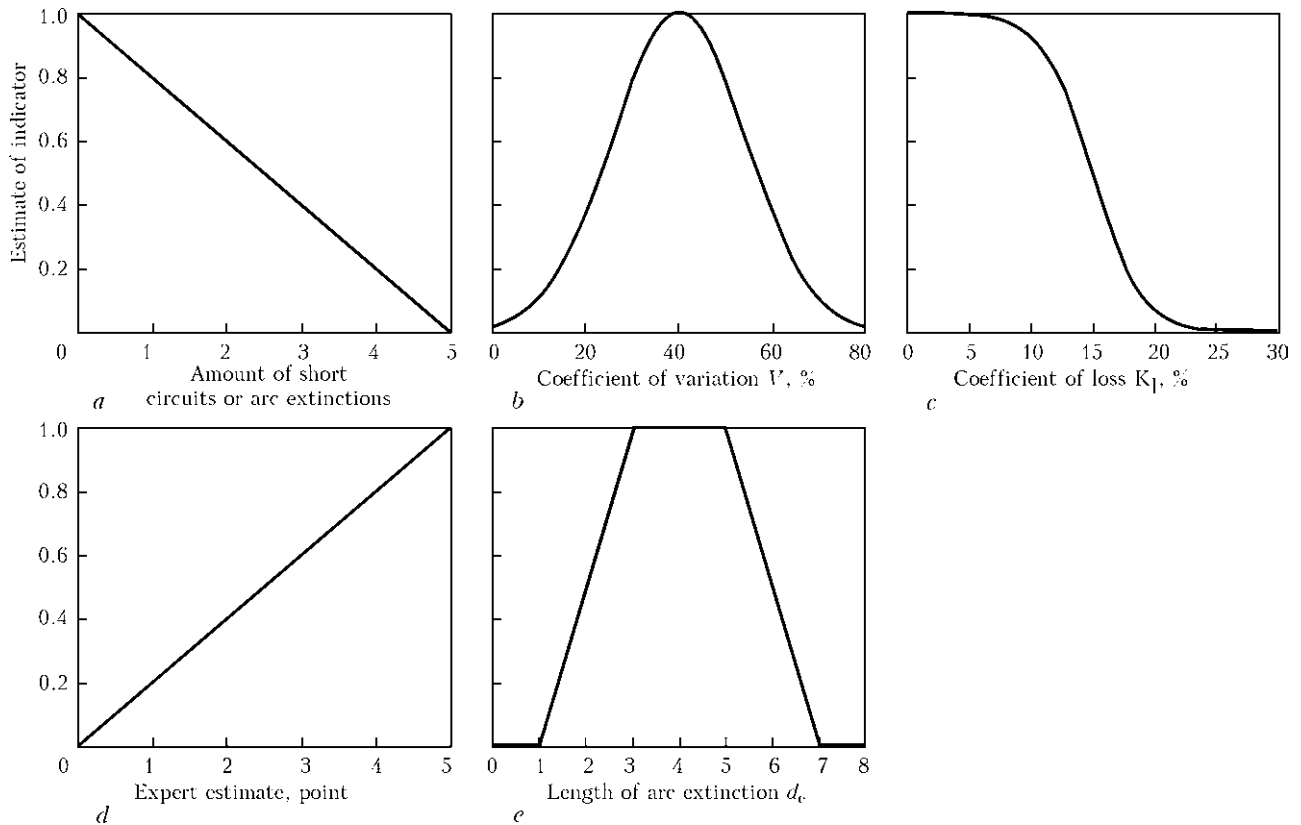 Estimate of indicator
1.0
0.8
0.6
0.4
0.2
0 1 2 3 4 5
Amount of short
circuits or arc extinctions
a
0 20 40 60 80
Coefficient of variation V, %
b
0 5 10 15 20 25 30
Coefficient of loss K_l, %
c
1.0
0.8
0.6
0.4
0.2
0 1 2 3 4 5
Expert estimate, point
d
0 1 2 3 4 5 6 7 8
Length of arc extinction d_e
e